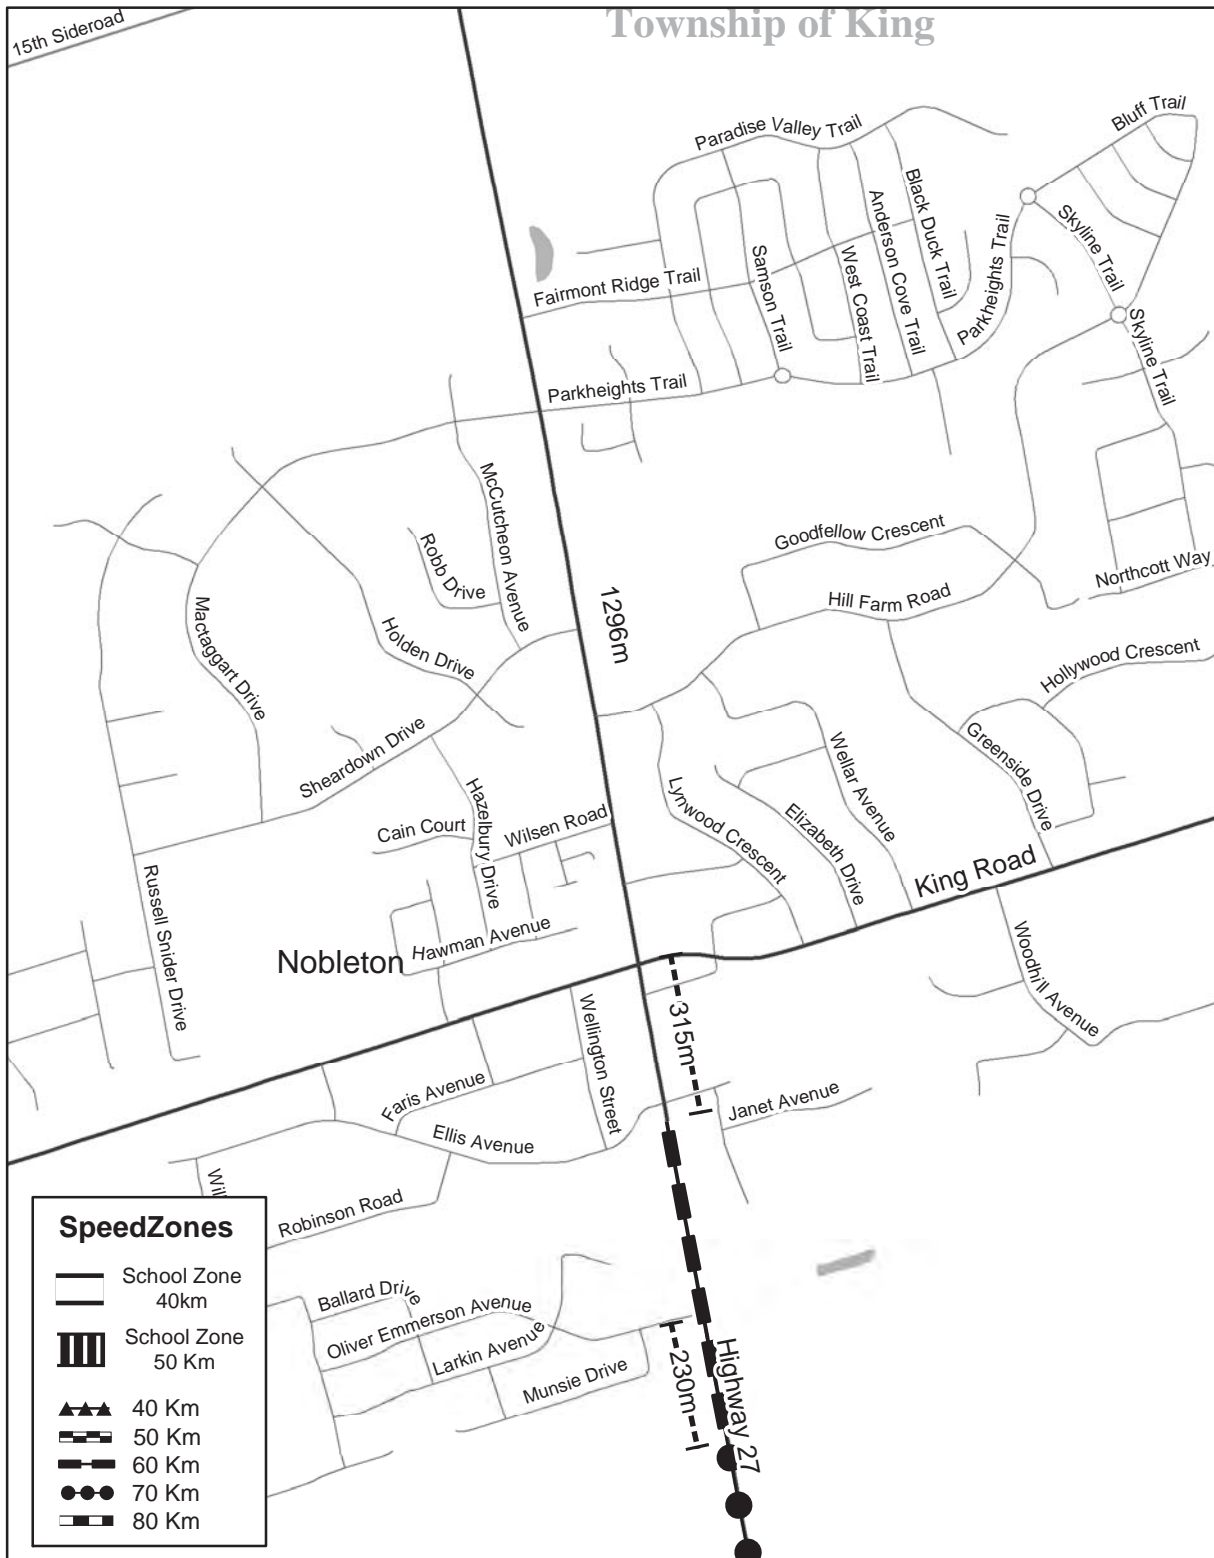 Township of King
15th Sideroad
Paradise Valley Trail
Bluff Trail
Black Duck Trail
Anderson Cove Trail
West Coast Trail
Samson Trail
Skyline Trail
Parkheights Trail
Fairmont Ridge Trail
Skyline Trail
Parkheights Trail
McCutcheon Avenue
Robb Drive
Goodfellow Crescent
Northcott Way
Hill Farm Road
1296m
Mactaggart Drive
Holden Drive
Hollywood Crescent
Sheardown Drive
Greenside Drive
Wellar Avenue
Lynwood Crescent
Elizabeth Drive
Hazelbury Drive
Cain Court
Wilsen Road
King Road
Russell Snider Drive
Hawman Avenue
Nobleton
Woodhill Avenue
315m
Wellington Street
Faris Avenue
Janet Avenue
Ellis Avenue
Will
Robinson Road
Ballard Drive
Oliver Emmerson Avenue
Larkin Avenue
Munsie Drive
230m
Highway 27
SpeedZones
School Zone
40km
School Zone
50 Km
40 Km
50 Km
60 Km
70 Km
80 Km